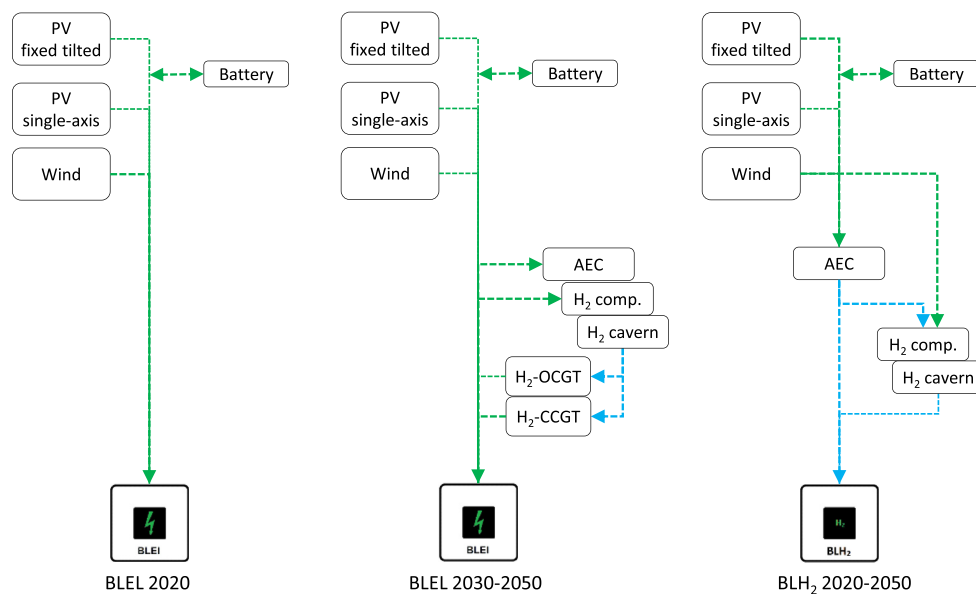 PV
fixed tilted
Battery
PV
single-axis
Wind
BLEI
BLEL 2020
PV
fixed tilted
Battery
PV
single-axis
Wind
AEC
H₂ comp.
H₂ cavern
H₂-OCGT
H₂-CCGT
BLEI
BLEL 2030-2050
PV
fixed tilted
Battery
PV
single-axis
Wind
AEC
H₂ comp.
H₂ cavern
H₂
BLH₂
BLH₂ 2020-2050